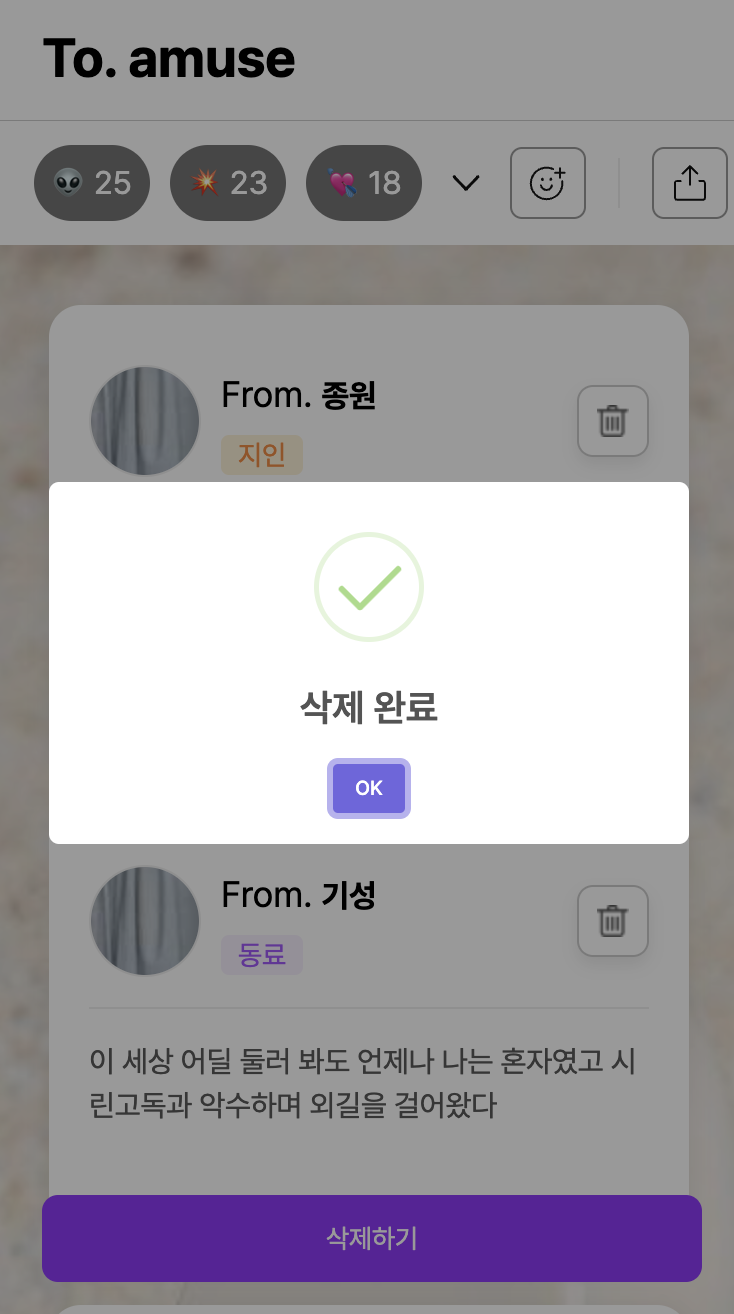 To. amuse
👽 25 💥 23 💘 18
From. 종원
지인
삭제 완료
OK
From. 기성
동료
이 세상 어딜 둘러 봐도 언제나 나는 혼자였고 시
린고독과 악수하며 외길을 걸어왔다
삭제하기